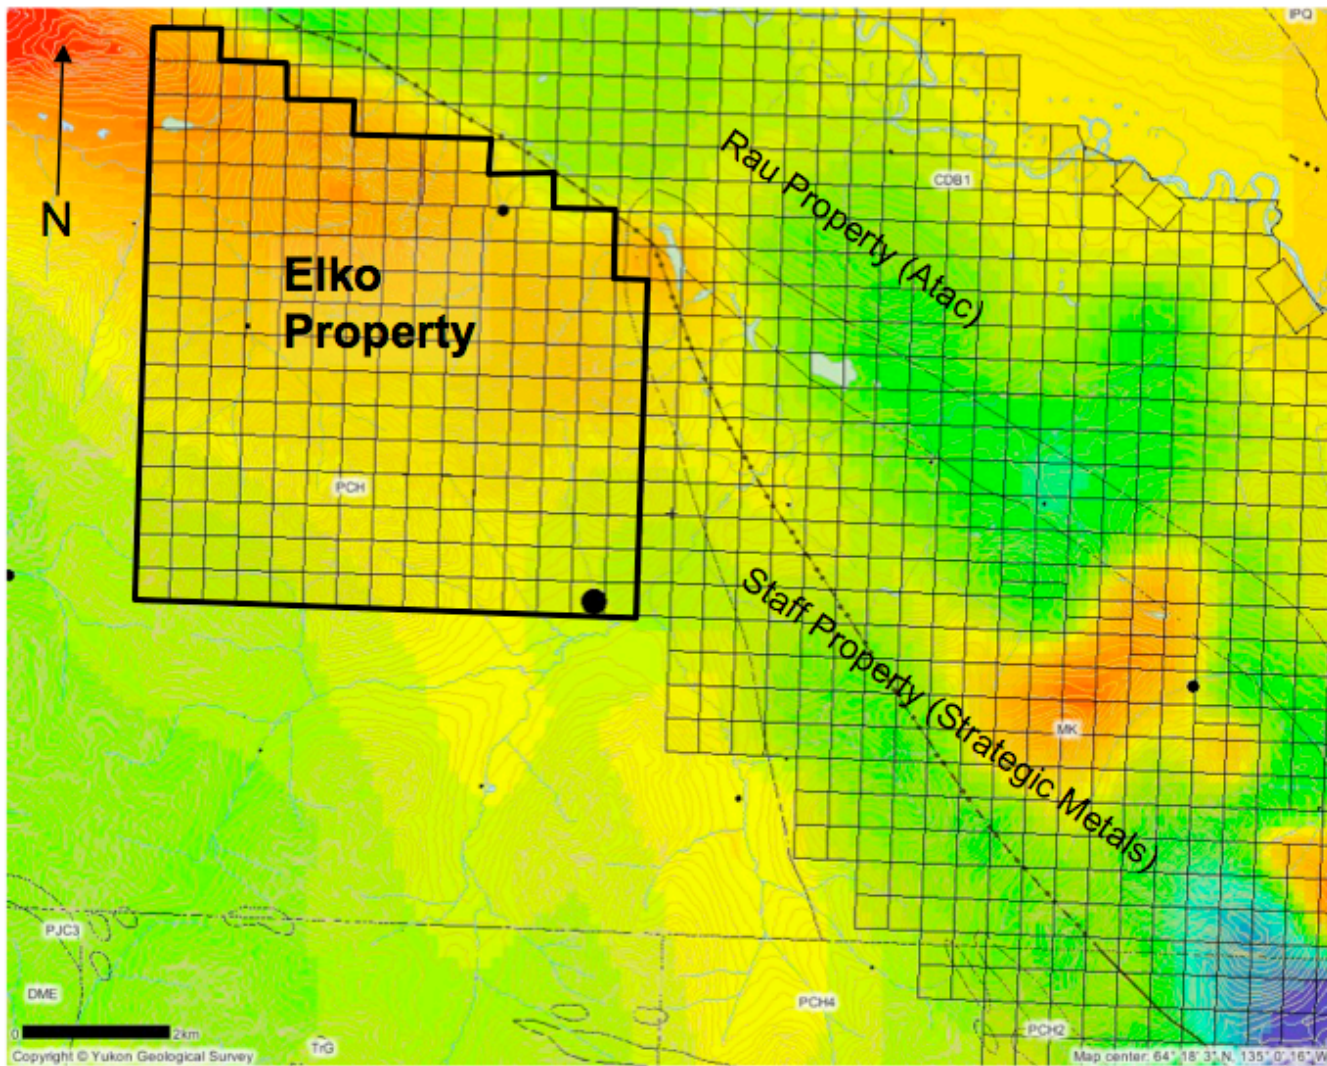 IPQ
N
Rau Property (Atac)
CDB1
Elko
Property
PCH
Staff Property (Strategic Metals)
MK
PJC3
DME
PCH4
PCH2
TrG
0 2km
Copyright © Yukon Geological Survey
Map center: 64° 18' 3" N, 135° 0' 16" W